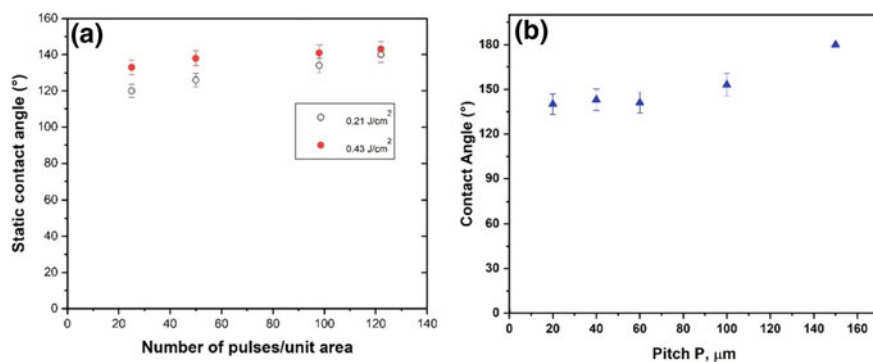 (a)
160
140
120
100
80
60
40
20
0
Static contact angle (°)
0.21 J/cm²
0.43 J/cm²
0 20 40 60 80 100 120 140
Number of pulses/unit area
(b)
180
150
120
90
60
30
0
Contact Angle (°)
0 20 40 60 80 100 120 140 160
Pitch P, μm